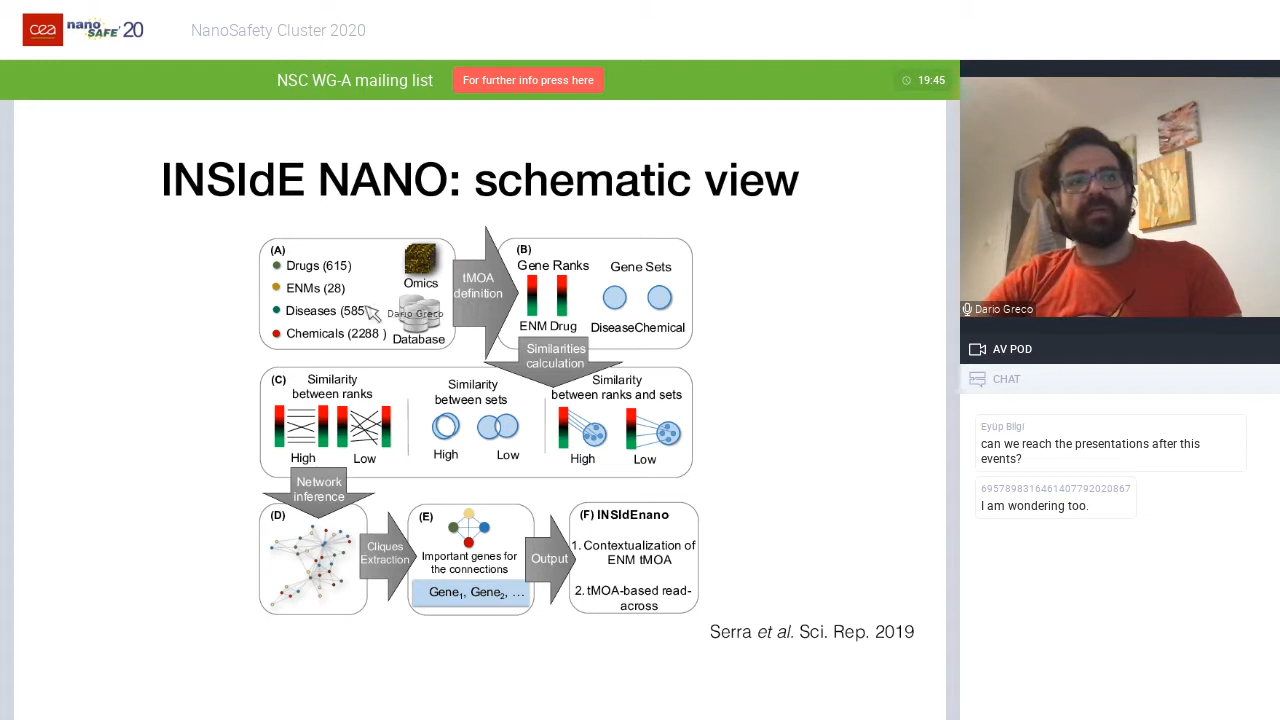 cea nano SAFE' 20
NanoSafety Cluster 2020
NSC WG-A mailing list
For further info press here
19:45
INSIdE NANO: schematic view
(A)
Drugs (615)
ENMs (28)
Diseases (585
Chemicals (2288 )
Omics
Dario Greco
Database
tMOA
definition
(B)
Gene Ranks
Gene Sets
ENM Drug
DiseaseChemical
Similarities
calculation
(C)
Similarity
between ranks
High
Low
Similarity
between sets
High
Low
Similarity
between ranks and sets
High
Low
Network
inference
(D)
Cliques
Extraction
(E)
Important genes for
the connections
Gene1, Gene2, ...
Output
(F) INSIdEnano
1. Contextualization of
ENM tMOA
2. tMOA-based read-
across
Serra et al. Sci. Rep. 2019
Dario Greco
AV POD
CHAT
Eyüp Bilgi
can we reach the presentations after this
events?
6957898316461407792020867
I am wondering too.